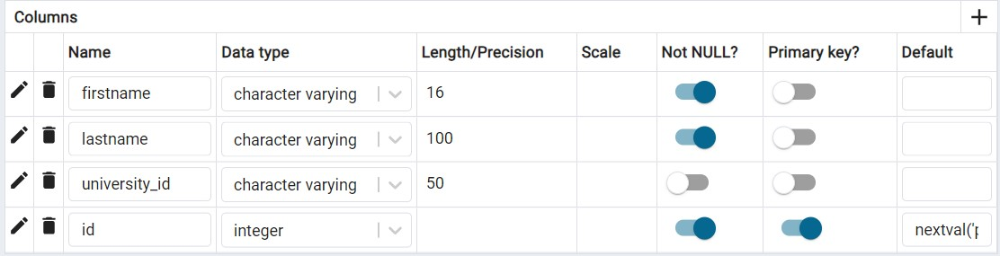 Columns
Name Data type Length/Precision Scale Not NULL? Primary key? Default
firstname character varying 16
lastname character varying 100
university_id character varying 50
id integer nextval('